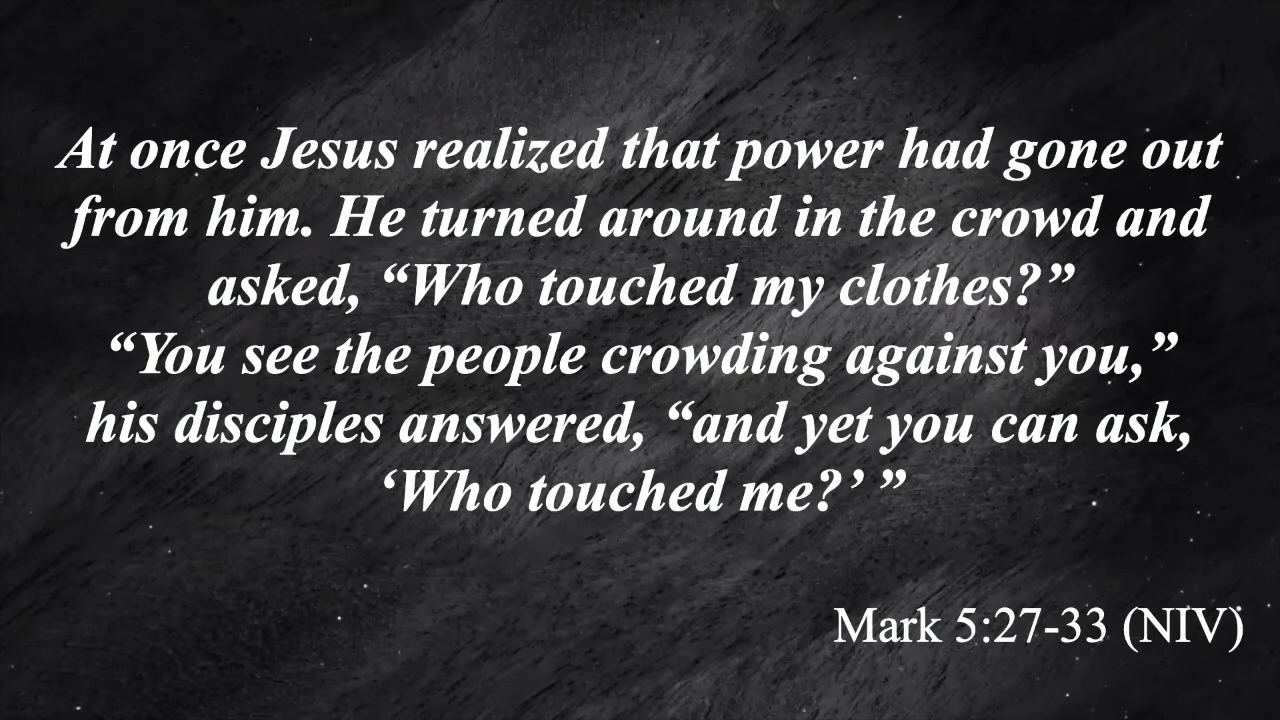 At once Jesus realized that power had gone out
from him. He turned around in the crowd and
asked, “Who touched my clothes?”
“You see the people crowding against you,”
his disciples answered, “and yet you can ask,
‘Who touched me?’ ”
Mark 5:27-33 (NIV)